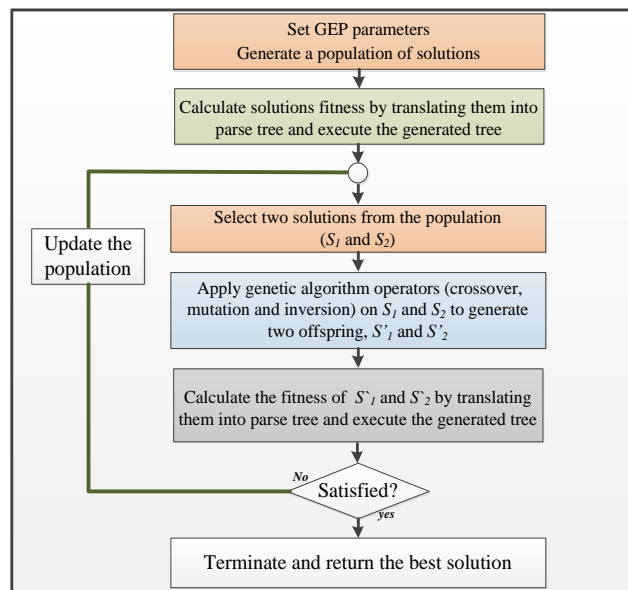 Set GEP parameters
Generate a population of solutions
Calculate solutions fitness by translating them into
parse tree and execute the generated tree
Select two solutions from the population
(S₁ and S₂)
Update the
population
Apply genetic algorithm operators (crossover,
mutation and inversion) on S₁ and S₂ to generate
two offspring, S’₁ and S’₂
Calculate the fitness of S`₁ and S`₂ by translating
them into parse tree and execute the generated tree
No
Satisfied?
yes
Terminate and return the best solution